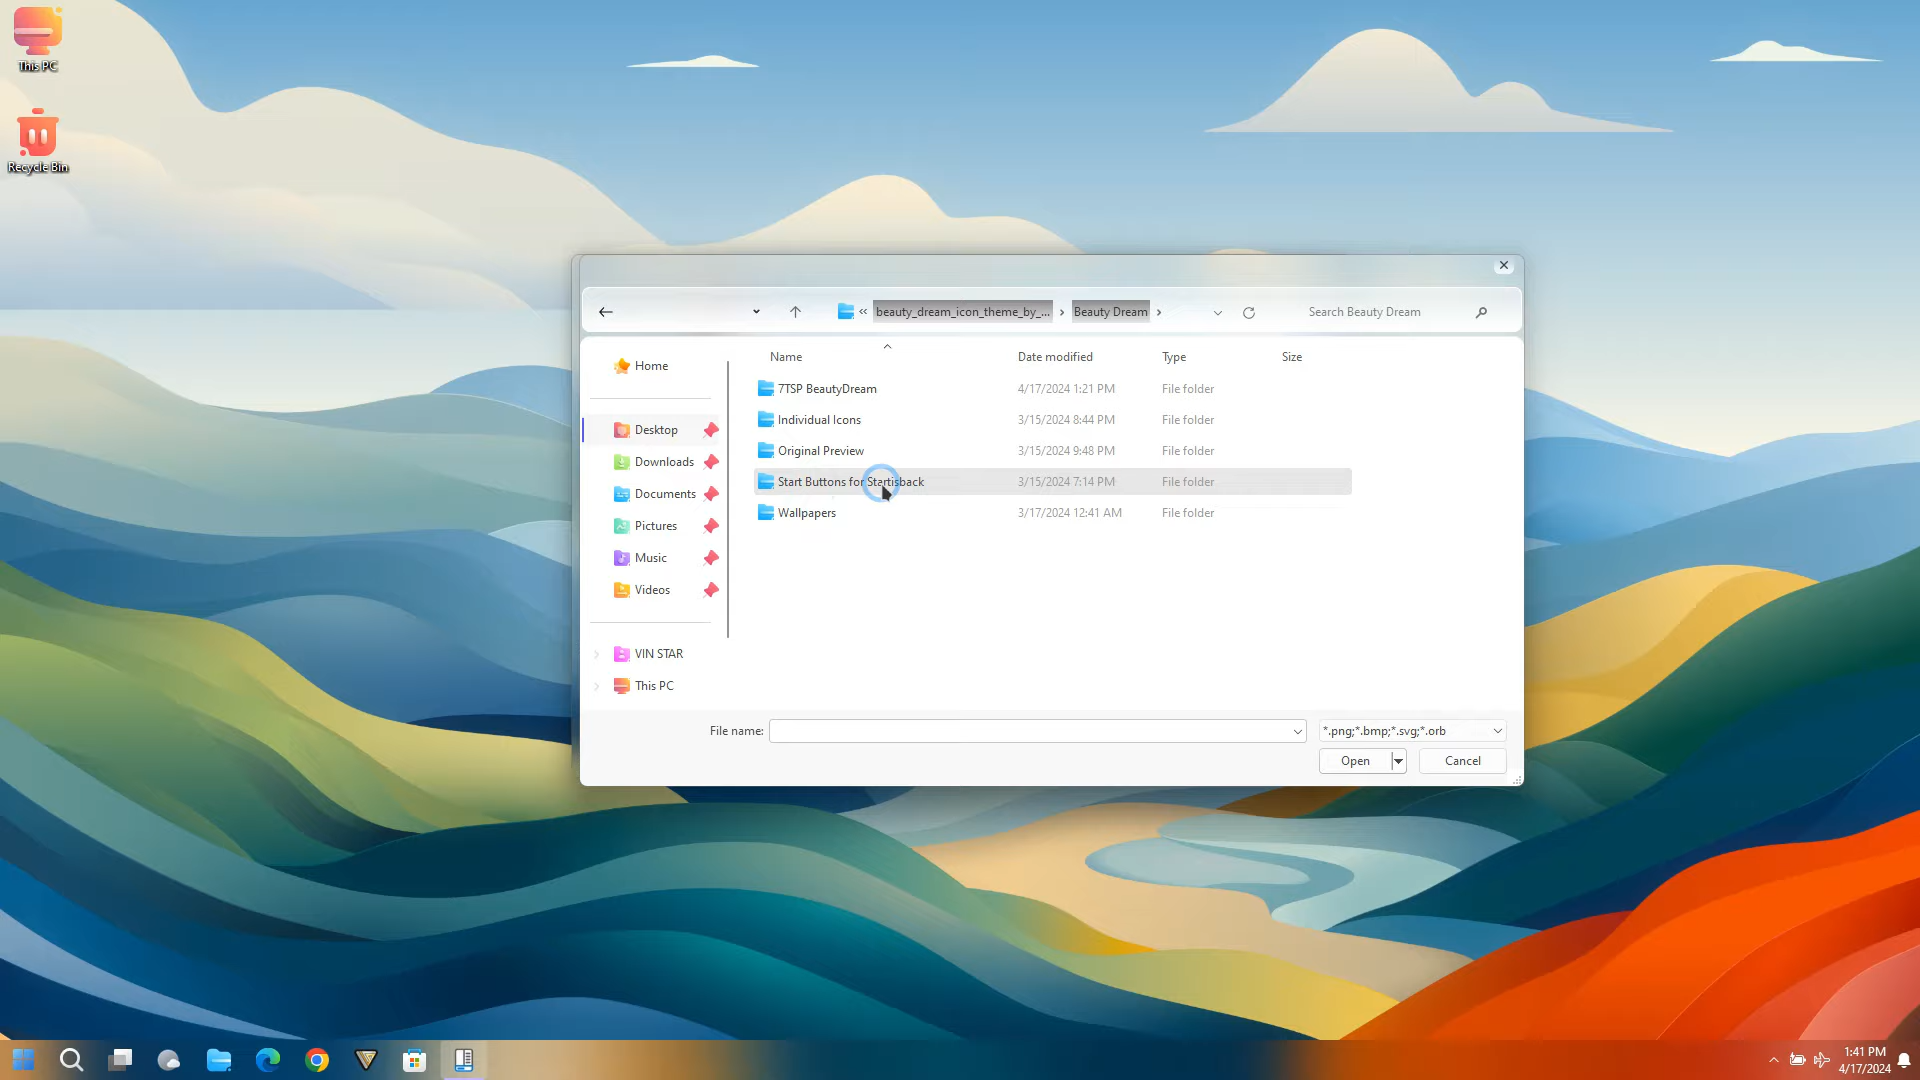 This PC
Recycle Bin
« beauty_dream_icon_theme_by_... › Beauty Dream ›
Search Beauty Dream
Home
Desktop
Downloads
Documents
Pictures
Music
Videos
VIN STAR
This PC
Name Date modified Type Size
7TSP BeautyDream 4/17/2024 1:21 PM File folder
Individual Icons 3/15/2024 8:44 PM File folder
Original Preview 3/15/2024 9:48 PM File folder
Start Buttons for Startisback 3/15/2024 7:14 PM File folder
Wallpapers 3/17/2024 12:41 AM File folder
File name:
*.png;*.bmp;*.svg;*.orb
Open
Cancel
1:41 PM
4/17/2024